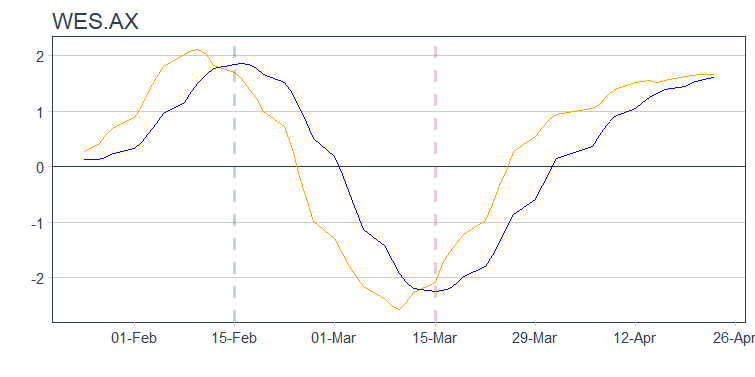 WES.AX
2
1
0
-1
-2
01-Feb
15-Feb
01-Mar
15-Mar
29-Mar
12-Apr
26-Apr